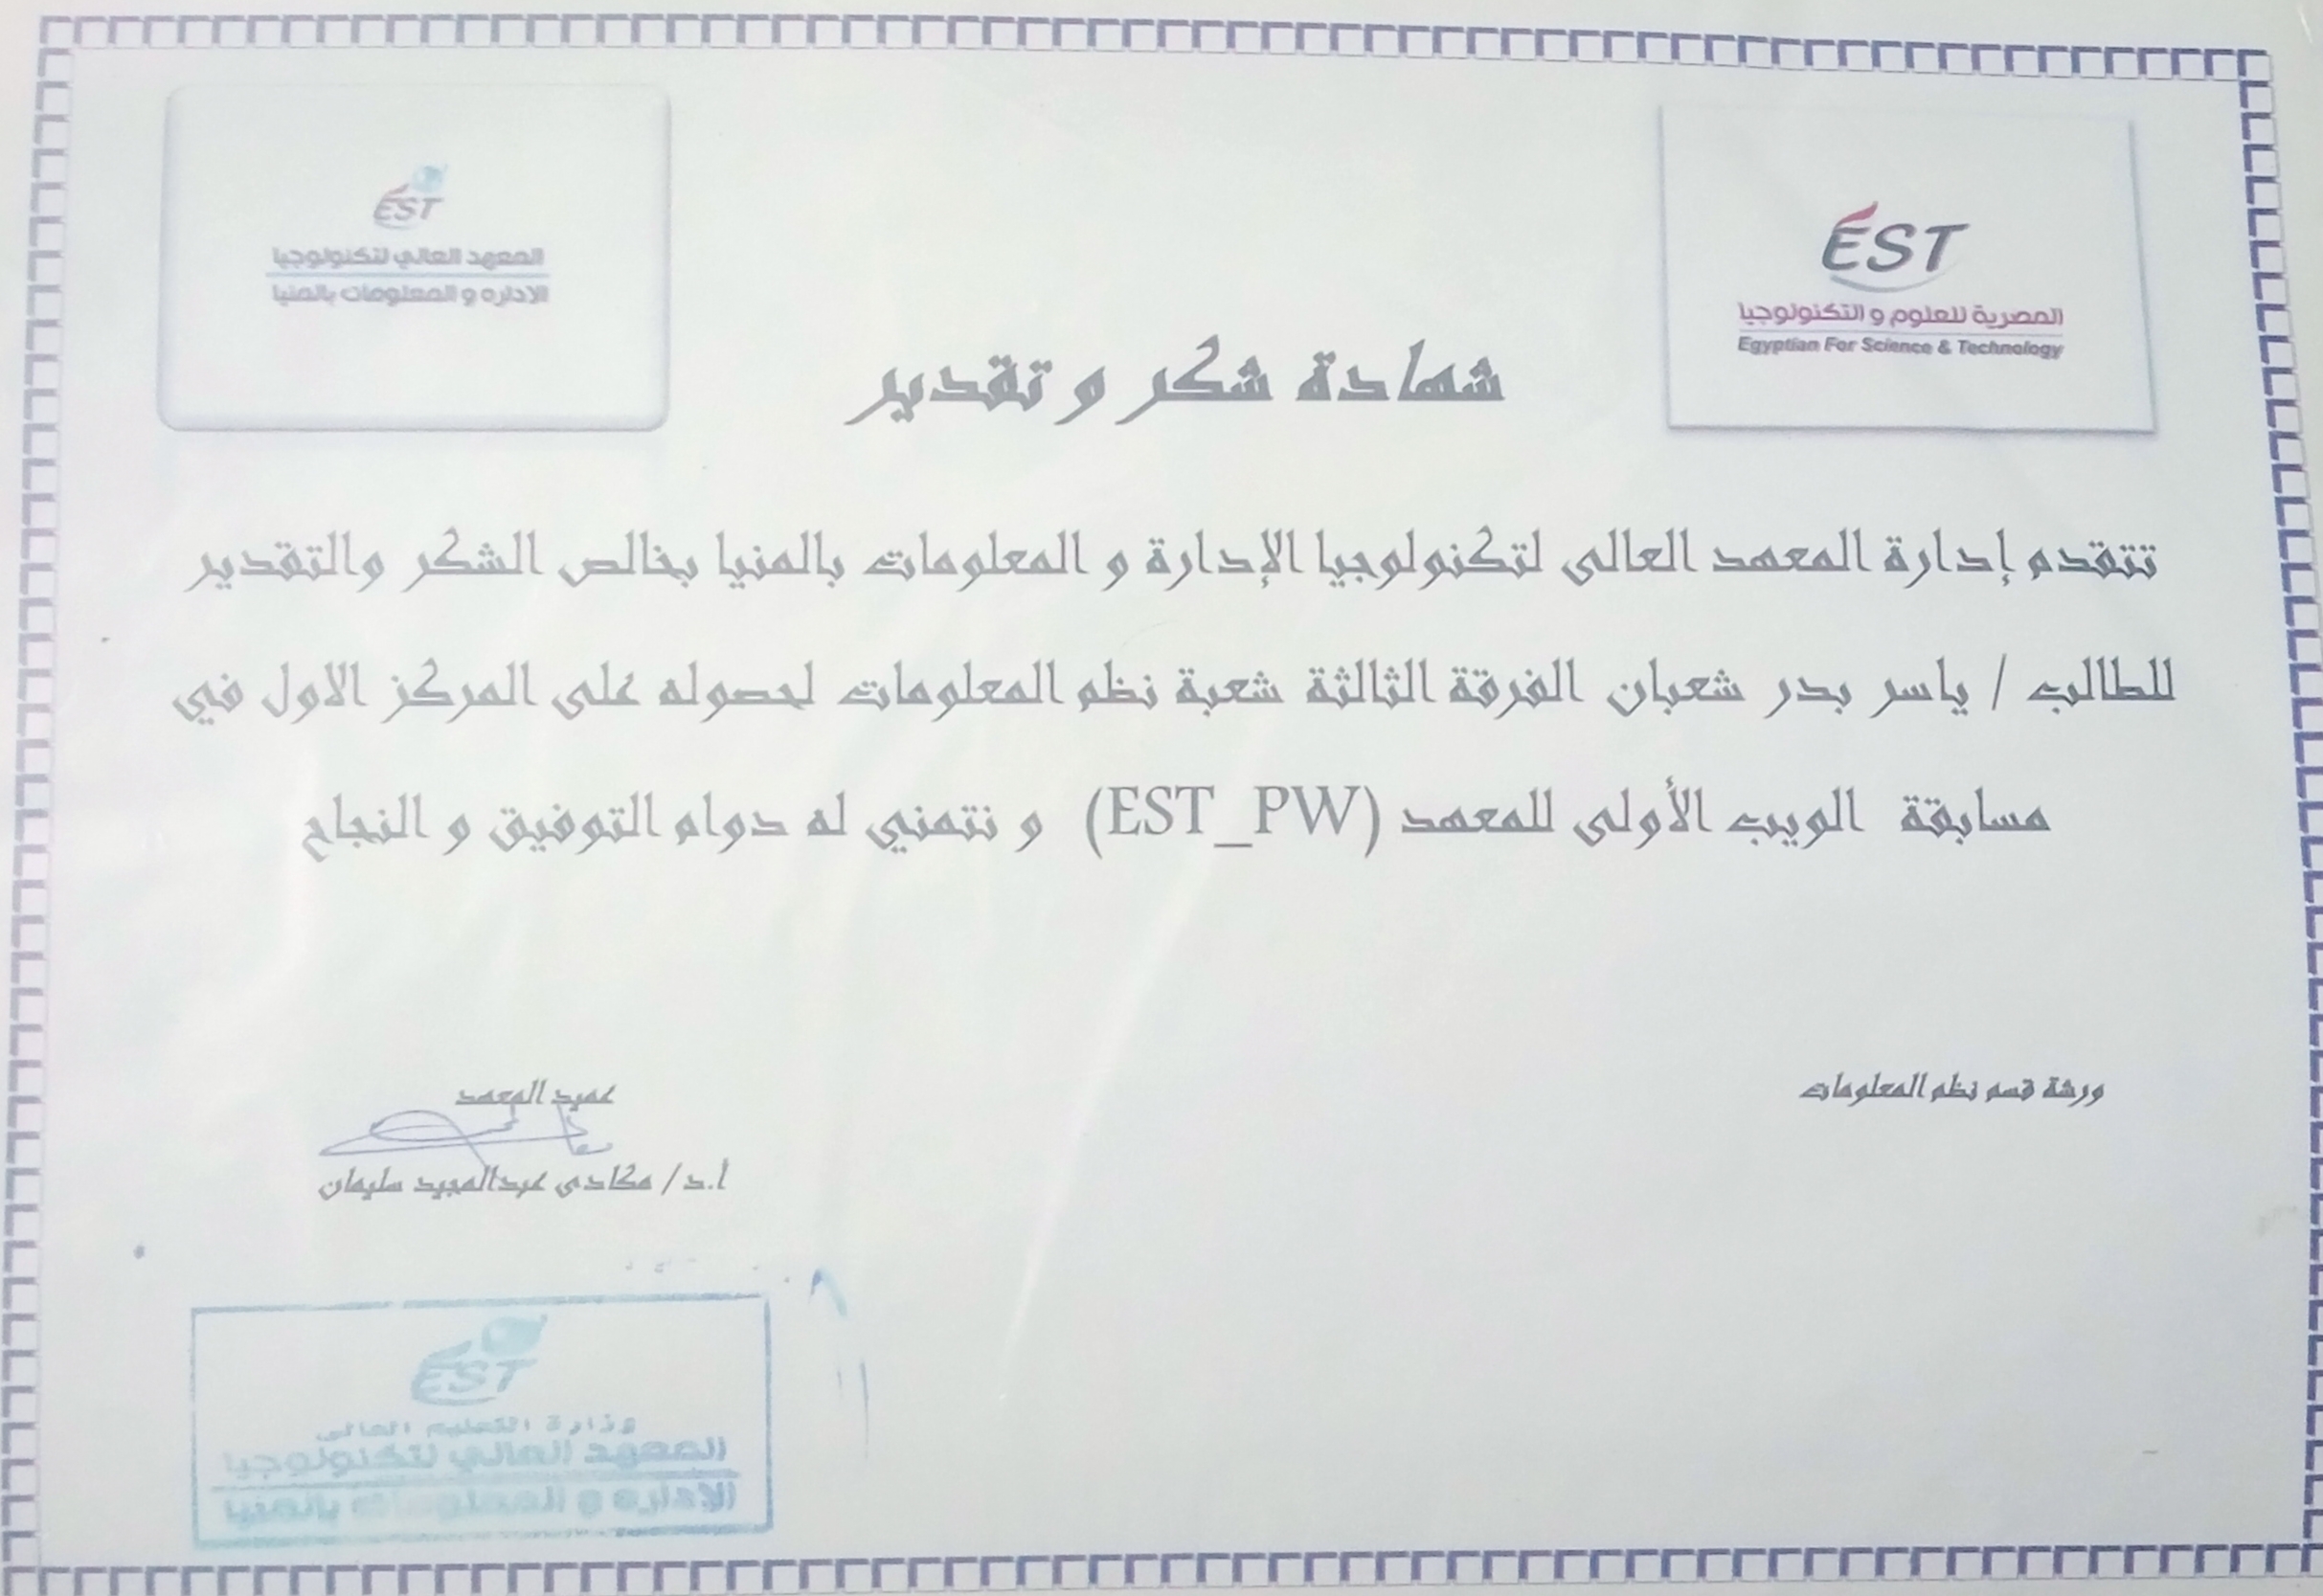 EST
المصرية للعلوم و التكنولوجيا
Egyptian For Science & Technology
EST
المعهد العالي لتكنولوجيا
الاداره و المعلومات بالمنيا
شهادة شكر و تقدير
تتقدم إدارة المعهد العالى لتكنولوجيا الإدارة و المعلومات بالمنيا بخالص الشكر والتقدير
للطالب / ياسر بدر شعبان الفرقة الثالثة شعبة نظم المعلومات لحصوله على المركز الاول في
مسابقة الويب الأولى للمعهد (EST_PW) و نتمني له دوام التوفيق و النجاح
ورشة قسم نظم المعلومات
عميد المعهد
أ.د/ مكادى عبدالمجيد سليمان
EST
وزارة التعليم العالى
المعهد العالي لتكنولوجيا
الاداره و المعلومات بالمنيا